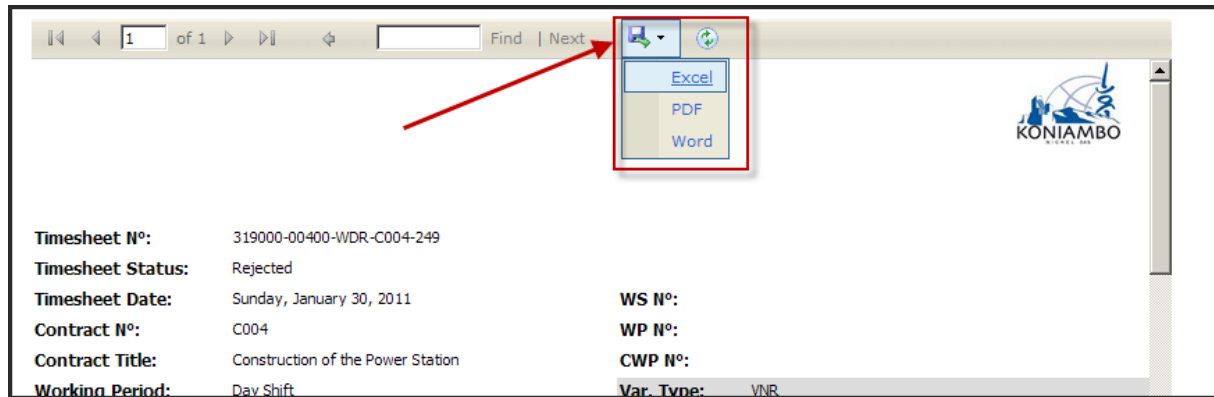 1 of 1 Find | Next
Excel
PDF
Word
KONIAMBO
NICKEL SAS
Timesheet Nº: 319000-00400-WDR-C004-249
Timesheet Status: Rejected
Timesheet Date: Sunday, January 30, 2011 WS Nº:
Contract Nº: C004 WP Nº:
Contract Title: Construction of the Power Station CWP Nº:
Working Period: Day Shift Var. Type: VNR